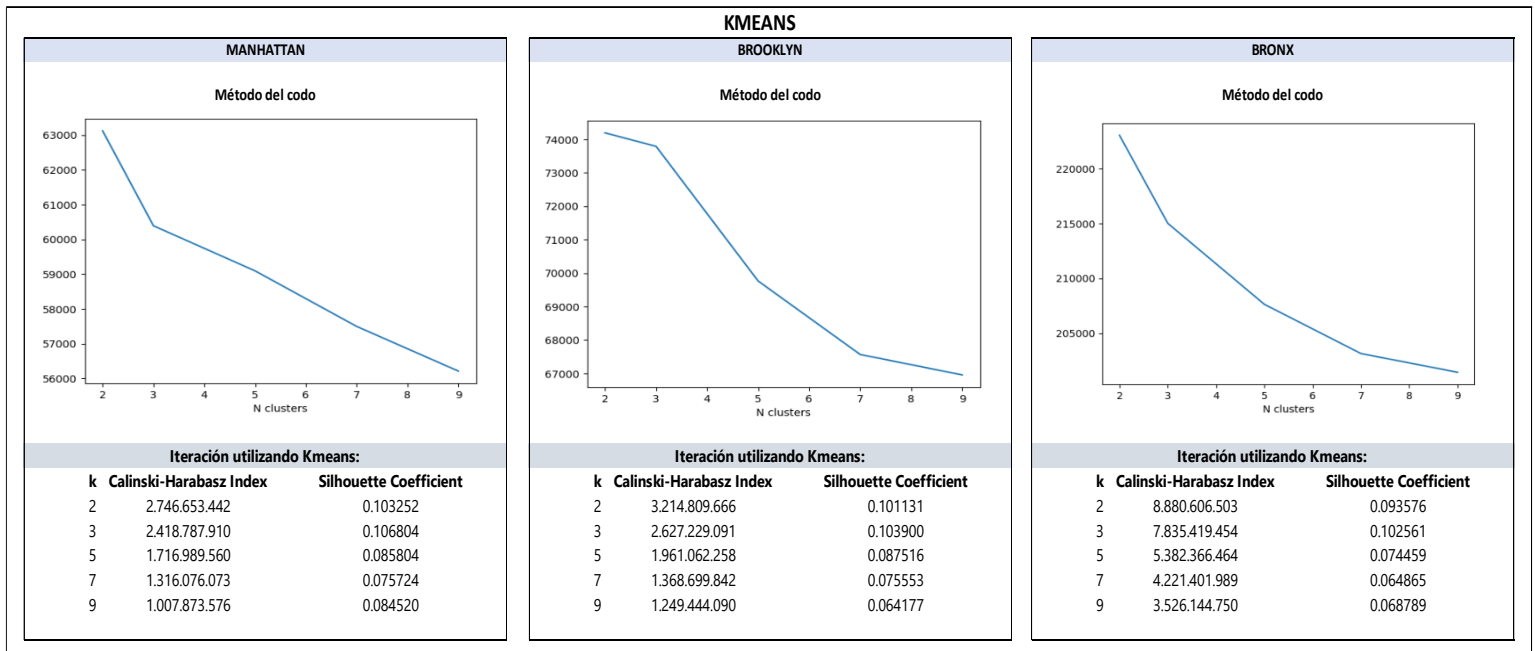 KMEANS
MANHATTAN
Método del codo
63000
62000
61000
60000
59000
58000
57000
56000
2 3 4 5 6 7 8 9
N clusters
Iteración utilizando Kmeans:
k Calinski-Harabasz Index Silhouette Coefficient
2 2.746.653.442 0.103252
3 2.418.787.910 0.106804
5 1.716.989.560 0.085804
7 1.316.076.073 0.075724
9 1.007.873.576 0.084520
BROOKLYN
Método del codo
74000
73000
72000
71000
70000
69000
68000
67000
2 3 4 5 6 7 8 9
N clusters
Iteración utilizando Kmeans:
k Calinski-Harabasz Index Silhouette Coefficient
2 3.214.809.666 0.101131
3 2.627.229.091 0.103900
5 1.961.062.258 0.087516
7 1.368.699.842 0.075553
9 1.249.444.090 0.064177
BRONX
Método del codo
220000
215000
210000
205000
2 3 4 5 6 7 8 9
N clusters
Iteración utilizando Kmeans:
k Calinski-Harabasz Index Silhouette Coefficient
2 8.880.606.503 0.093576
3 7.835.419.454 0.102561
5 5.382.366.464 0.074459
7 4.221.401.989 0.064865
9 3.526.144.750 0.068789